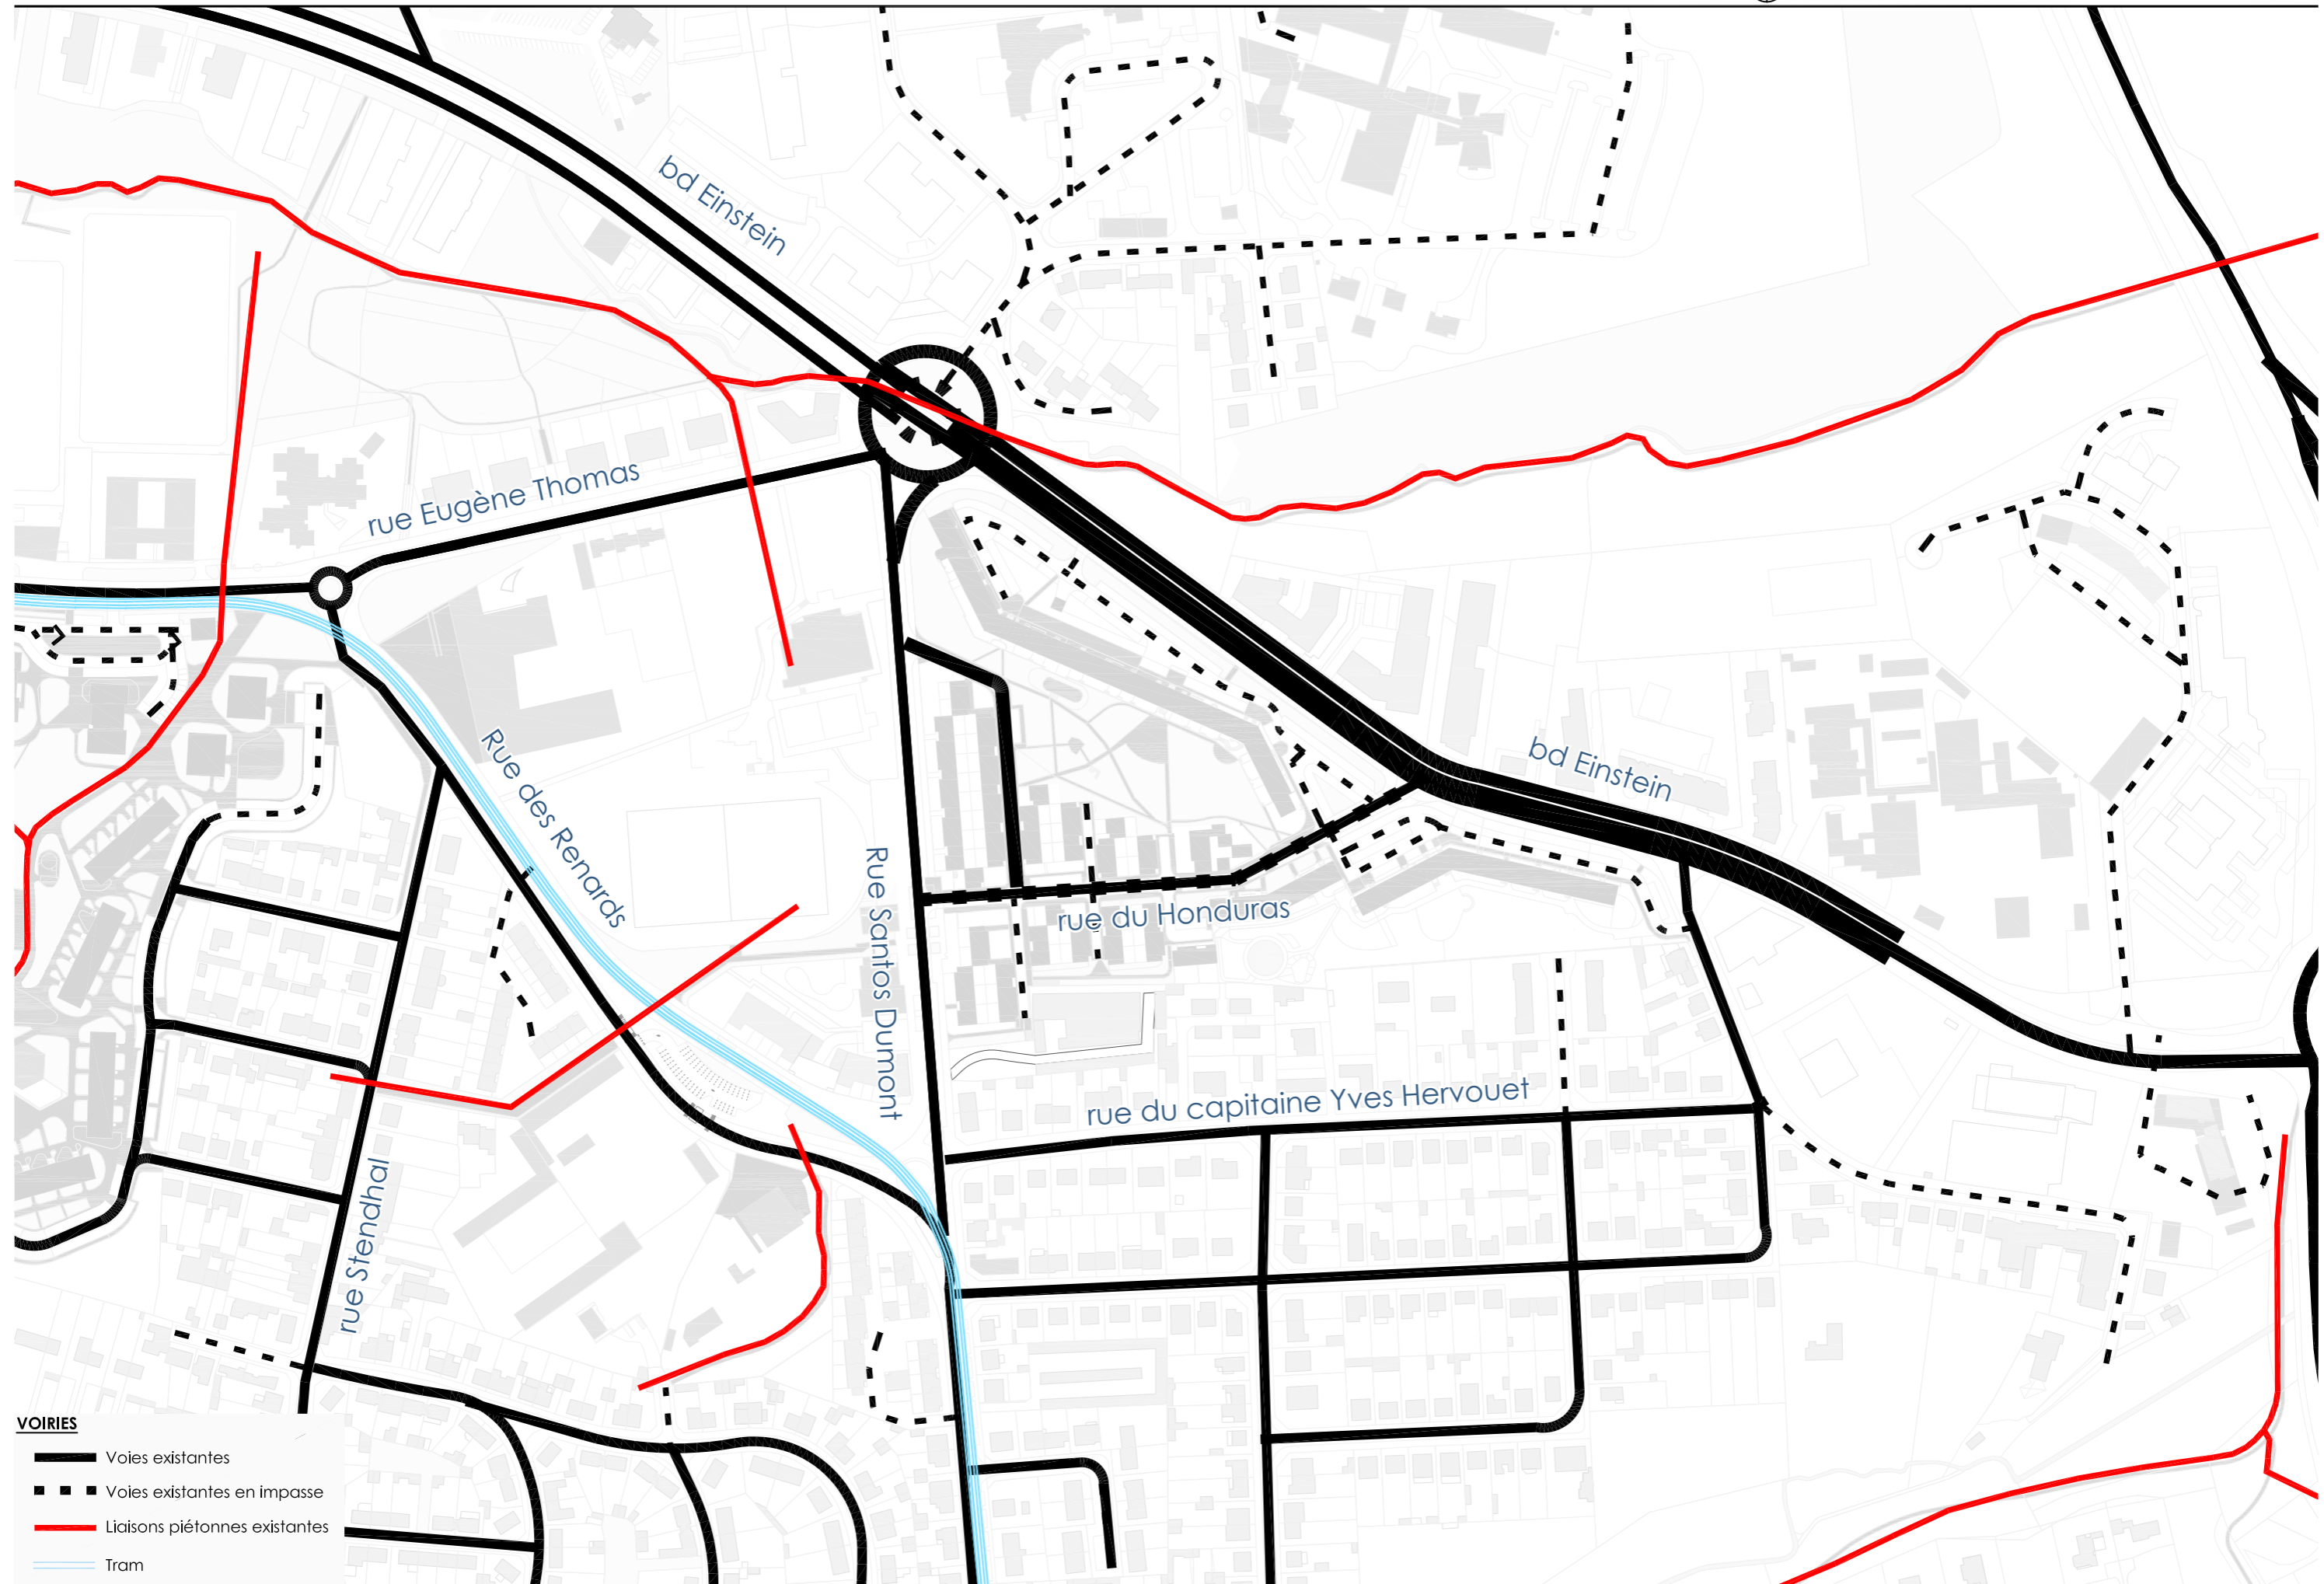 bd Einstein
rue Eugène Thomas
bd Einstein
Rue des Renards
Rue Santos Dumont
rue du Honduras
rue du capitaine Yves Hervouet
rue Stendhal
VOIRIES
Voies existantes
Voies existantes en impasse
Liaisons piétonnes existantes
Tram